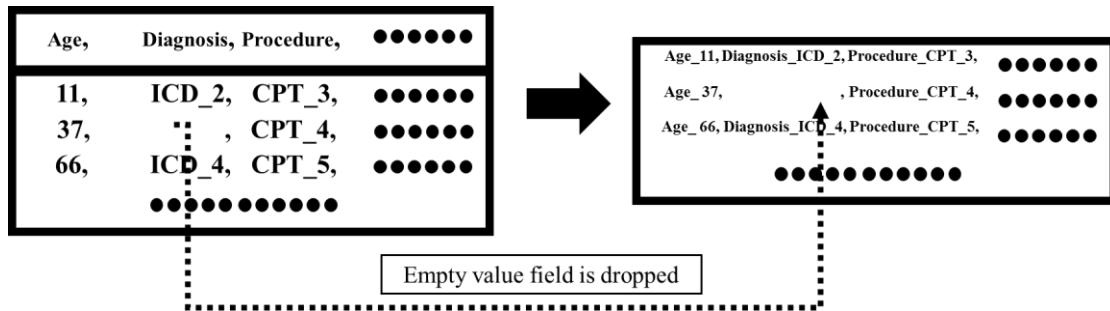 Age, Diagnosis, Procedure, ●●●●●●
11, ICD_2, CPT_3, ●●●●●●
37, , CPT_4, ●●●●●●
66, ICD_4, CPT_5, ●●●●●●
●●●●●●●●●●●
Age_11, Diagnosis_ICD_2, Procedure_CPT_3, ●●●●●●
Age_ 37, , Procedure_CPT_4, ●●●●●●
Age_ 66, Diagnosis_ICD_4, Procedure_CPT_5, ●●●●●●
●●●●●●●●●●●
Empty value field is dropped